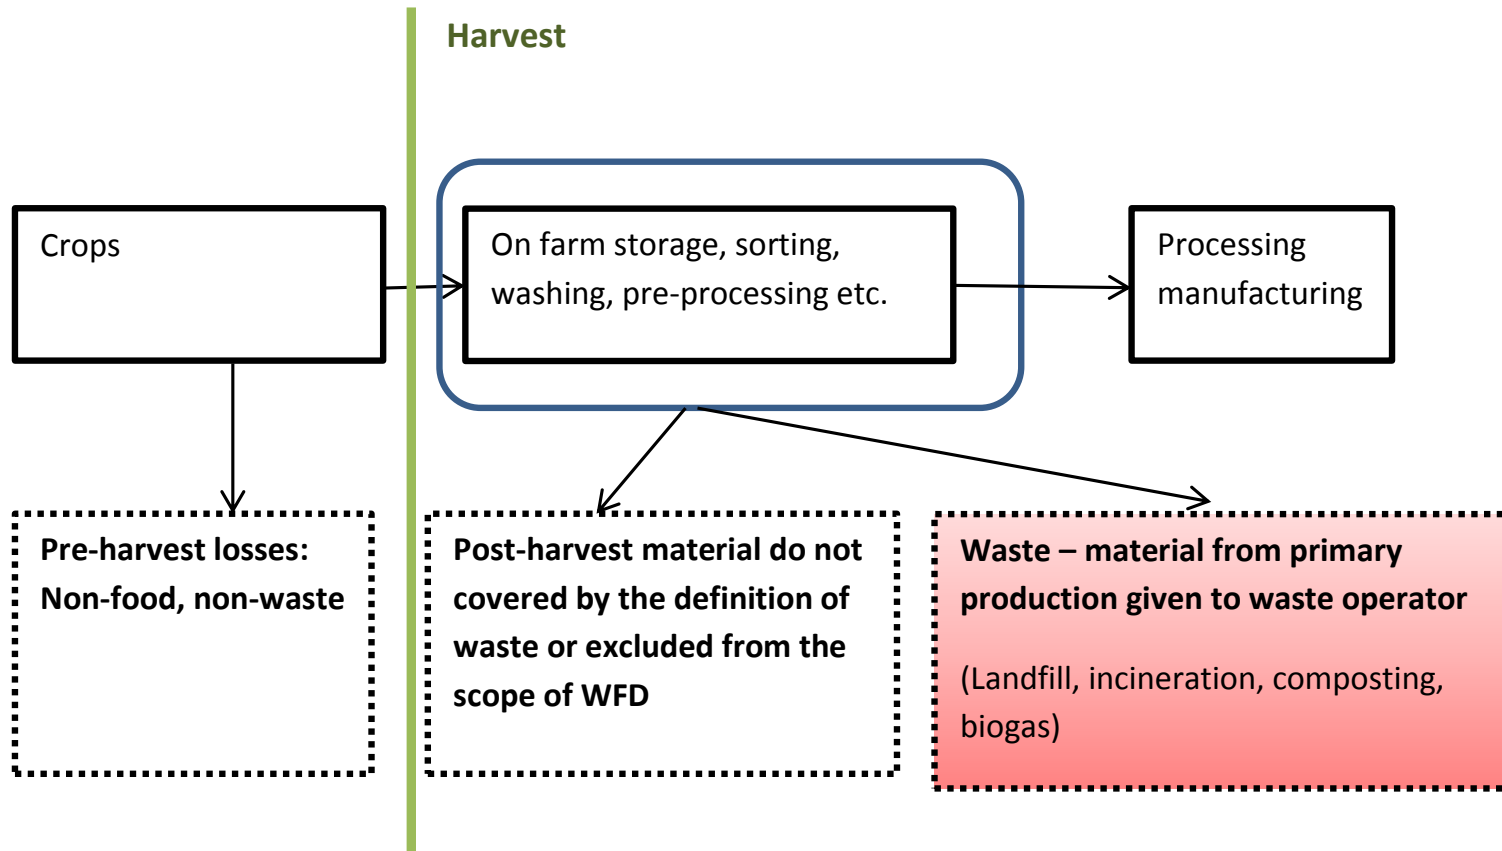 Harvest
Crops
On farm storage, sorting,
washing, pre-processing etc.
Processing
manufacturing
Pre-harvest losses:
Non-food, non-waste
Post-harvest material do not
covered by the definition of
waste or excluded from the
scope of WFD
Waste – material from primary
production given to waste operator
(Landfill, incineration, composting,
biogas)